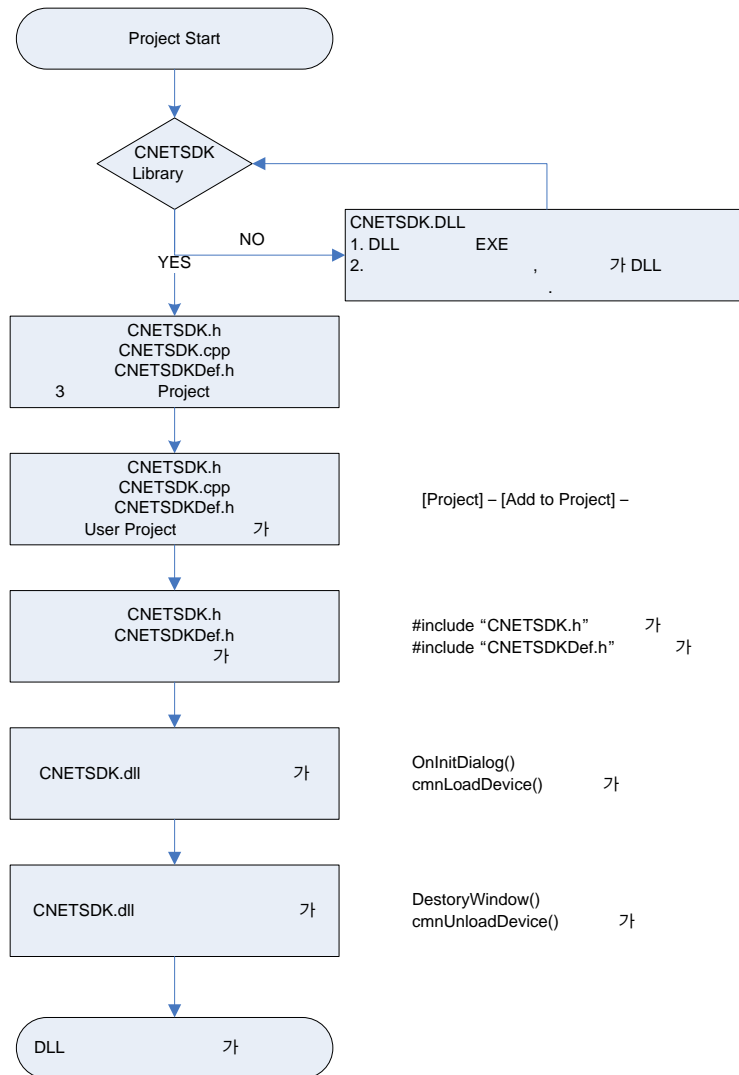 Project Start
CNETSDK
Library
NO
YES
CNETSDK.DLL
1. DLL EXE
2. , 가 DLL
.
CNETSDK.h
CNETSDK.cpp
CNETSDKDef.h
3 Project
CNETSDK.h
CNETSDK.cpp
CNETSDKDef.h
User Project 가
[Project] – [Add to Project] –
CNETSDK.h
CNETSDKDef.h
가
#include “CNETSDK.h” 가
#include “CNETSDKDef.h” 가
CNETSDK.dll 가
OnInitDialog()
cmnLoadDevice() 가
CNETSDK.dll 가
DestoryWindow()
cmnUnloadDevice() 가
DLL 가